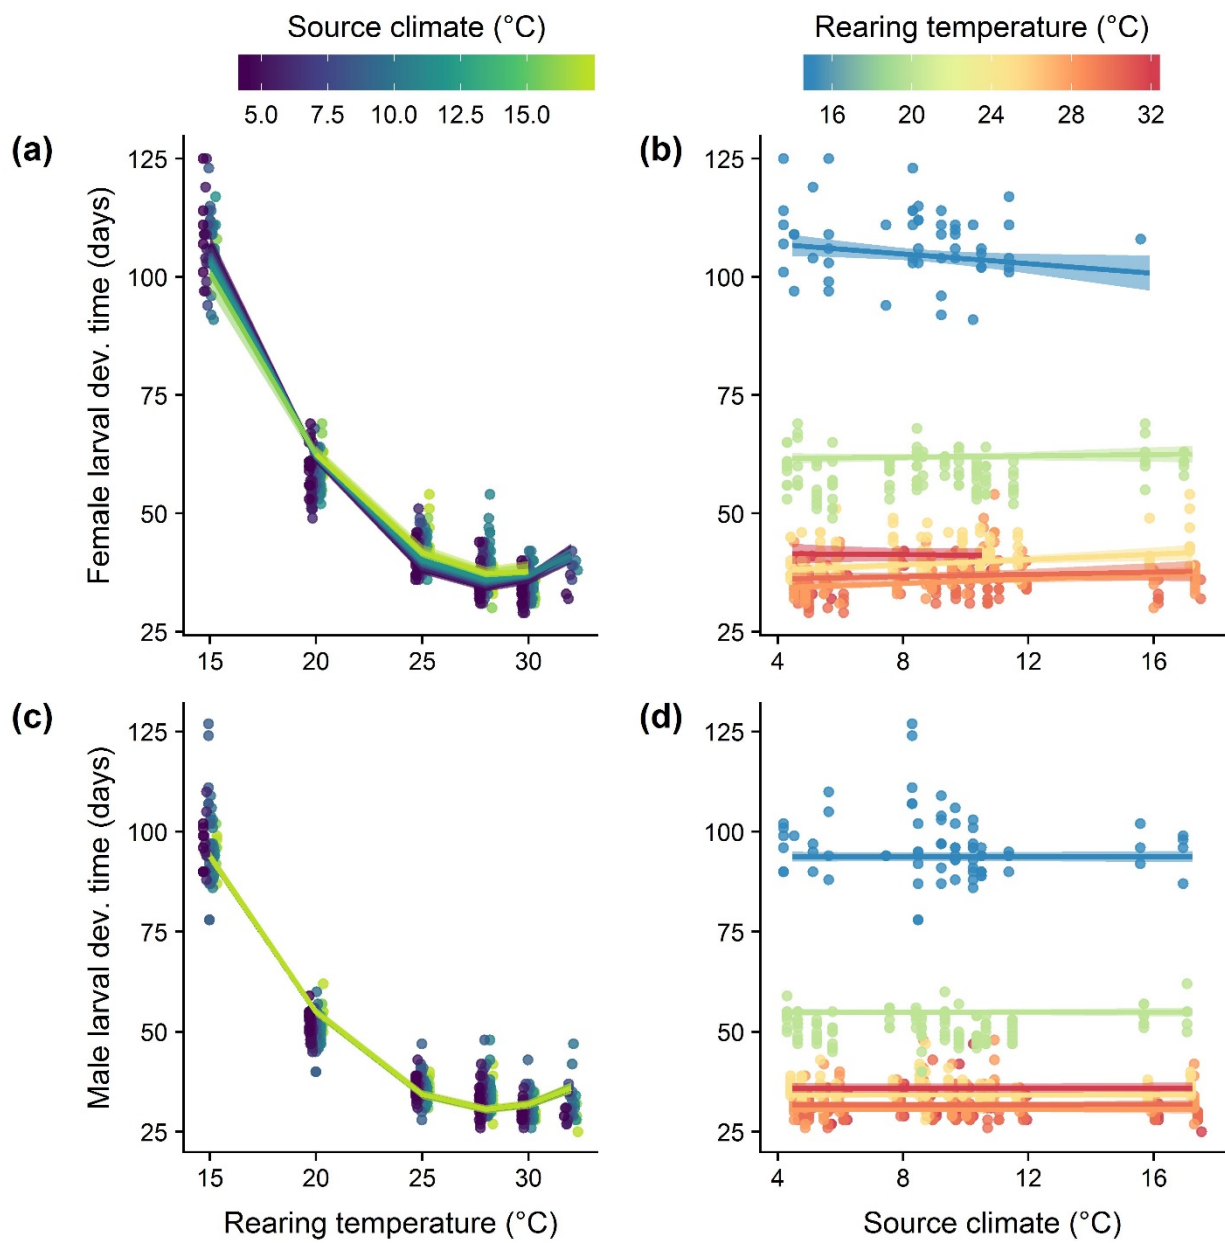 Source climate (°C)
5.0 7.5 10.0 12.5 15.0
Rearing temperature (°C)
16 20 24 28 32
(a)
Female larval dev. time (days)
125
100
75
50
25
15 20 25 30
(b)
125
100
75
50
25
4 8 12 16
(c)
Male larval dev. time (days)
125
100
75
50
25
15 20 25 30
Rearing temperature (°C)
(d)
125
100
75
50
25
4 8 12 16
Source climate (°C)